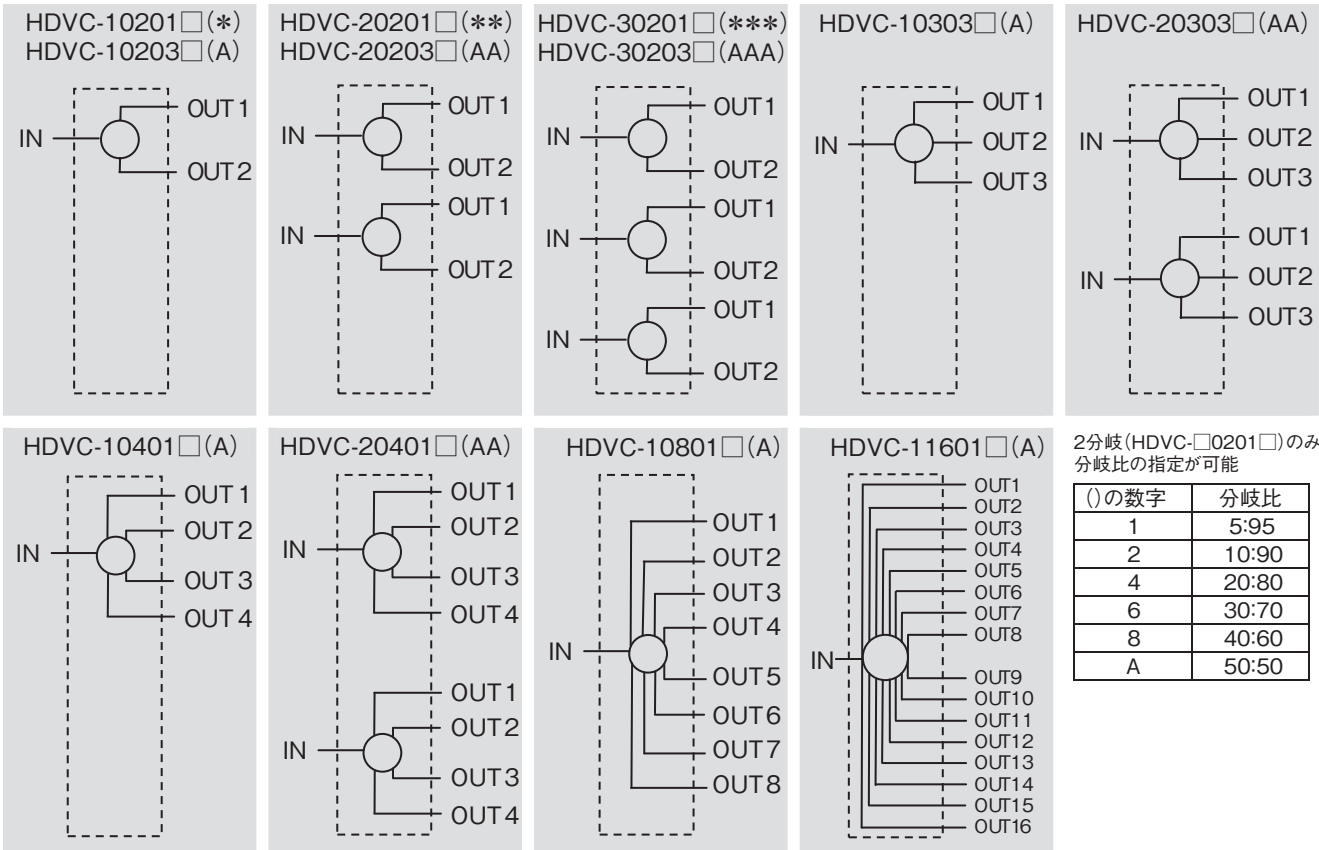 HDVC-10201□(*)
HDVC-10203□(A)
IN
OUT1
OUT2
HDVC-20201□(**)
HDVC-20203□(AA)
IN
OUT1
OUT2
IN
OUT1
OUT2
HDVC-30201□(***)
HDVC-30203□(AAA)
IN
OUT1
OUT2
IN
OUT1
OUT2
IN
OUT1
OUT2
HDVC-10303□(A)
IN
OUT1
OUT2
OUT3
HDVC-20303□(AA)
IN
OUT1
OUT2
OUT3
IN
OUT1
OUT2
OUT3
HDVC-10401□(A)
IN
OUT1
OUT2
OUT3
OUT4
HDVC-20401□(AA)
IN
OUT1
OUT2
OUT3
OUT4
IN
OUT1
OUT2
OUT3
OUT4
HDVC-10801□(A)
IN
OUT1
OUT2
OUT3
OUT4
OUT5
OUT6
OUT7
OUT8
HDVC-11601□(A)
IN
OUT1
OUT2
OUT3
OUT4
OUT5
OUT6
OUT7
OUT8
OUT9
OUT10
OUT11
OUT12
OUT13
OUT14
OUT15
OUT16
2分岐(HDVC-□0201□)のみ
分岐比の指定が可能
()の数字 分岐比
1 5:95
2 10:90
4 20:80
6 30:70
8 40:60
A 50:50